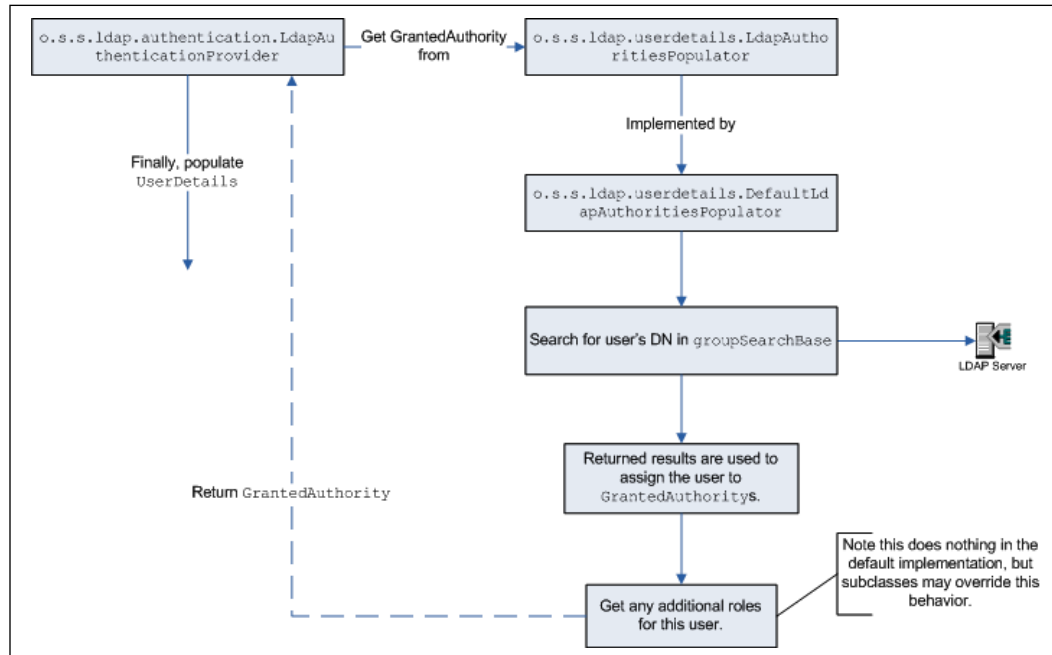 o.s.s.ldap.authentication.LdapAu
thenticationProvider
Get GrantedAuthority
from
o.s.s.ldap.userdetails.LdapAutho
ritiesPopulator
Implemented by
Finally, populate
UserDetails
o.s.s.ldap.userdetails.DefaultLd
apAuthoritiesPopulator
Search for user's DN in groupSearchBase
LDAP Server
Returned results are used to
assign the user to
GrantedAuthoritys.
Return GrantedAuthority
Note this does nothing in the
default implementation, but
subclasses may override this
behavior.
Get any additional roles
for this user.